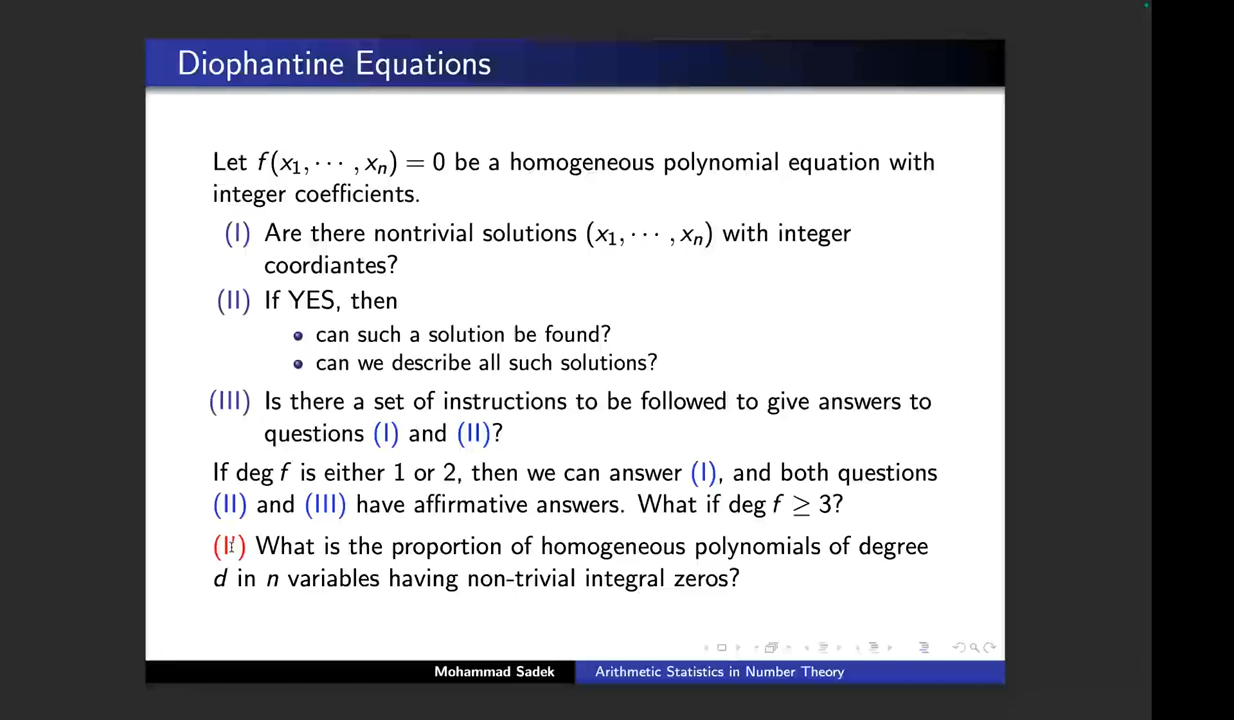 Diophantine Equations
Let f(x₁, ⋯ , xₙ) = 0 be a homogeneous polynomial equation with
integer coefficients.
(I) Are there nontrivial solutions (x₁, ⋯ , xₙ) with integer
coordiantes?
(II) If YES, then
• can such a solution be found?
• can we describe all such solutions?
(III) Is there a set of instructions to be followed to give answers to
questions (I) and (II)?
If deg f is either 1 or 2, then we can answer (I), and both questions
(II) and (III) have affirmative answers. What if deg f ≥ 3?
(I') What is the proportion of homogeneous polynomials of degree
d in n variables having non-trivial integral zeros?
Mohammad Sadek Arithmetic Statistics in Number Theory